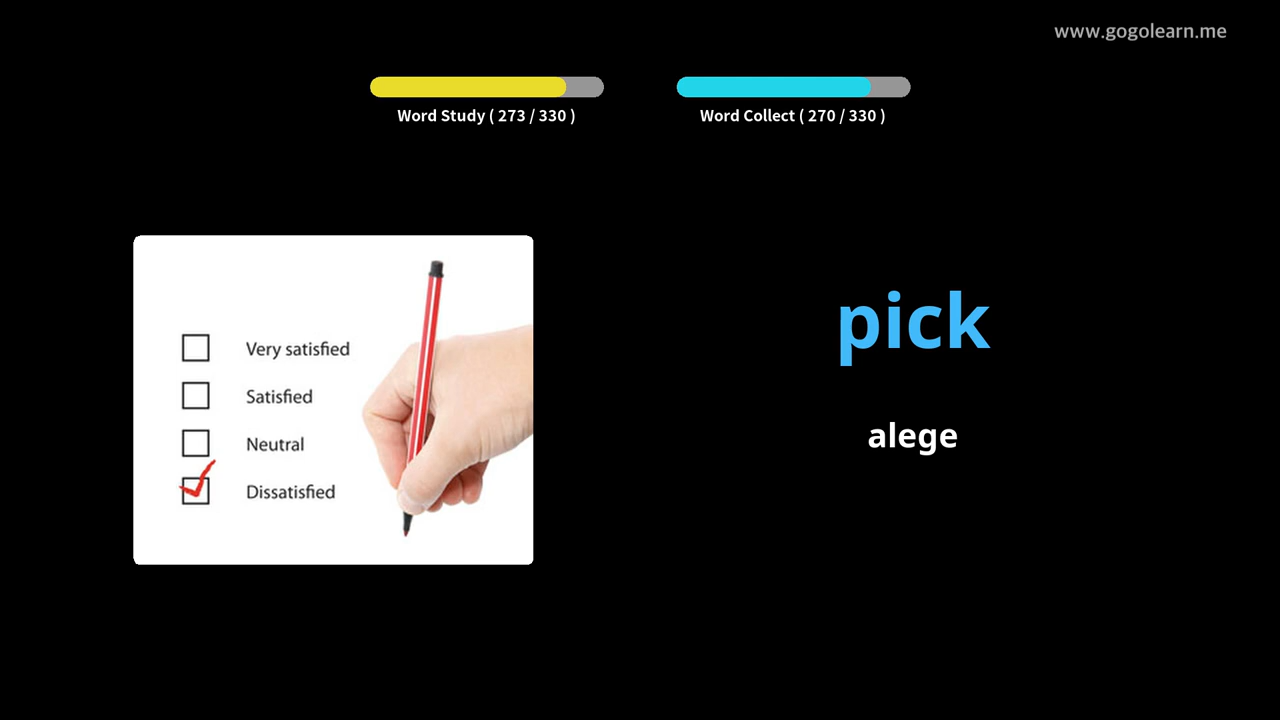 www.gogolearn.me
Word Study ( 273 / 330 )
Word Collect ( 270 / 330 )
Very satisfied
Satisfied
Neutral
Dissatisfied
pick
alege